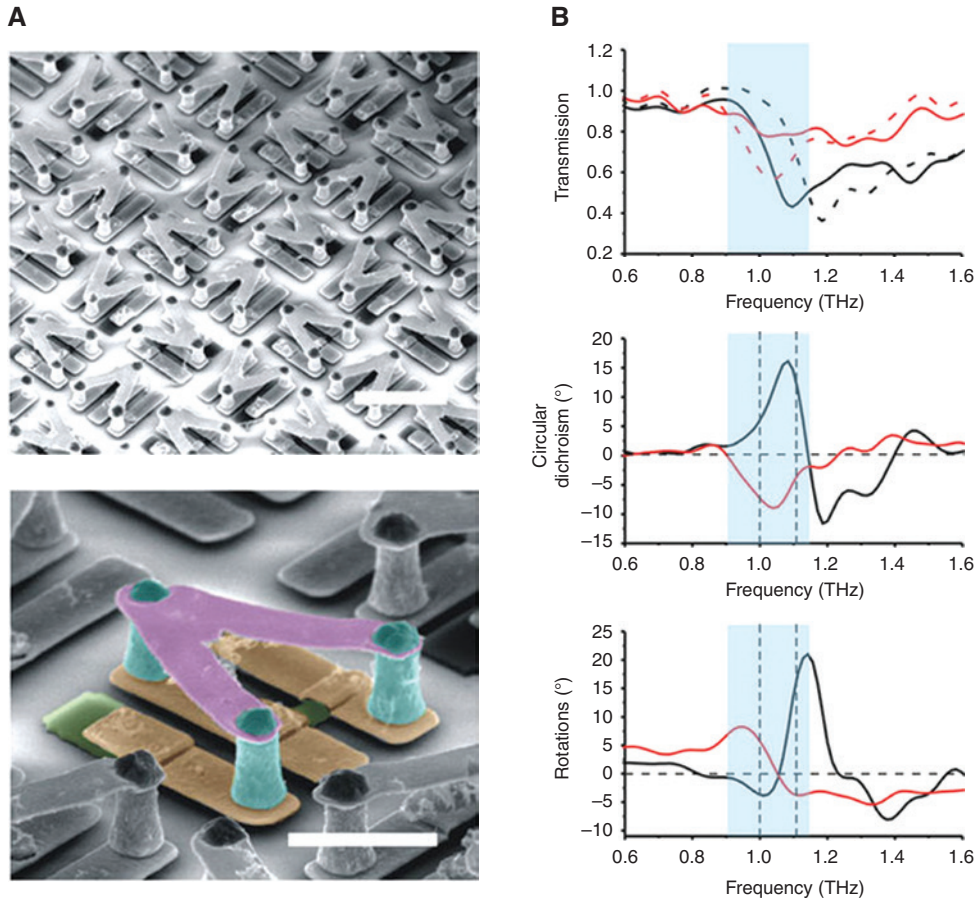 A
B
1.2
1.0
0.8
0.6
0.4
0.2
Transmission
0.6 0.8 1.0 1.2 1.4 1.6
Frequency (THz)
20
15
10
5
0
−5
−10
−15
Circular
dichroism (°)
0.6 0.8 1.0 1.2 1.4 1.6
Frequency (THz)
25
20
15
10
5
0
−5
−10
Rotations (°)
0.6 0.8 1.0 1.2 1.4 1.6
Frequency (THz)